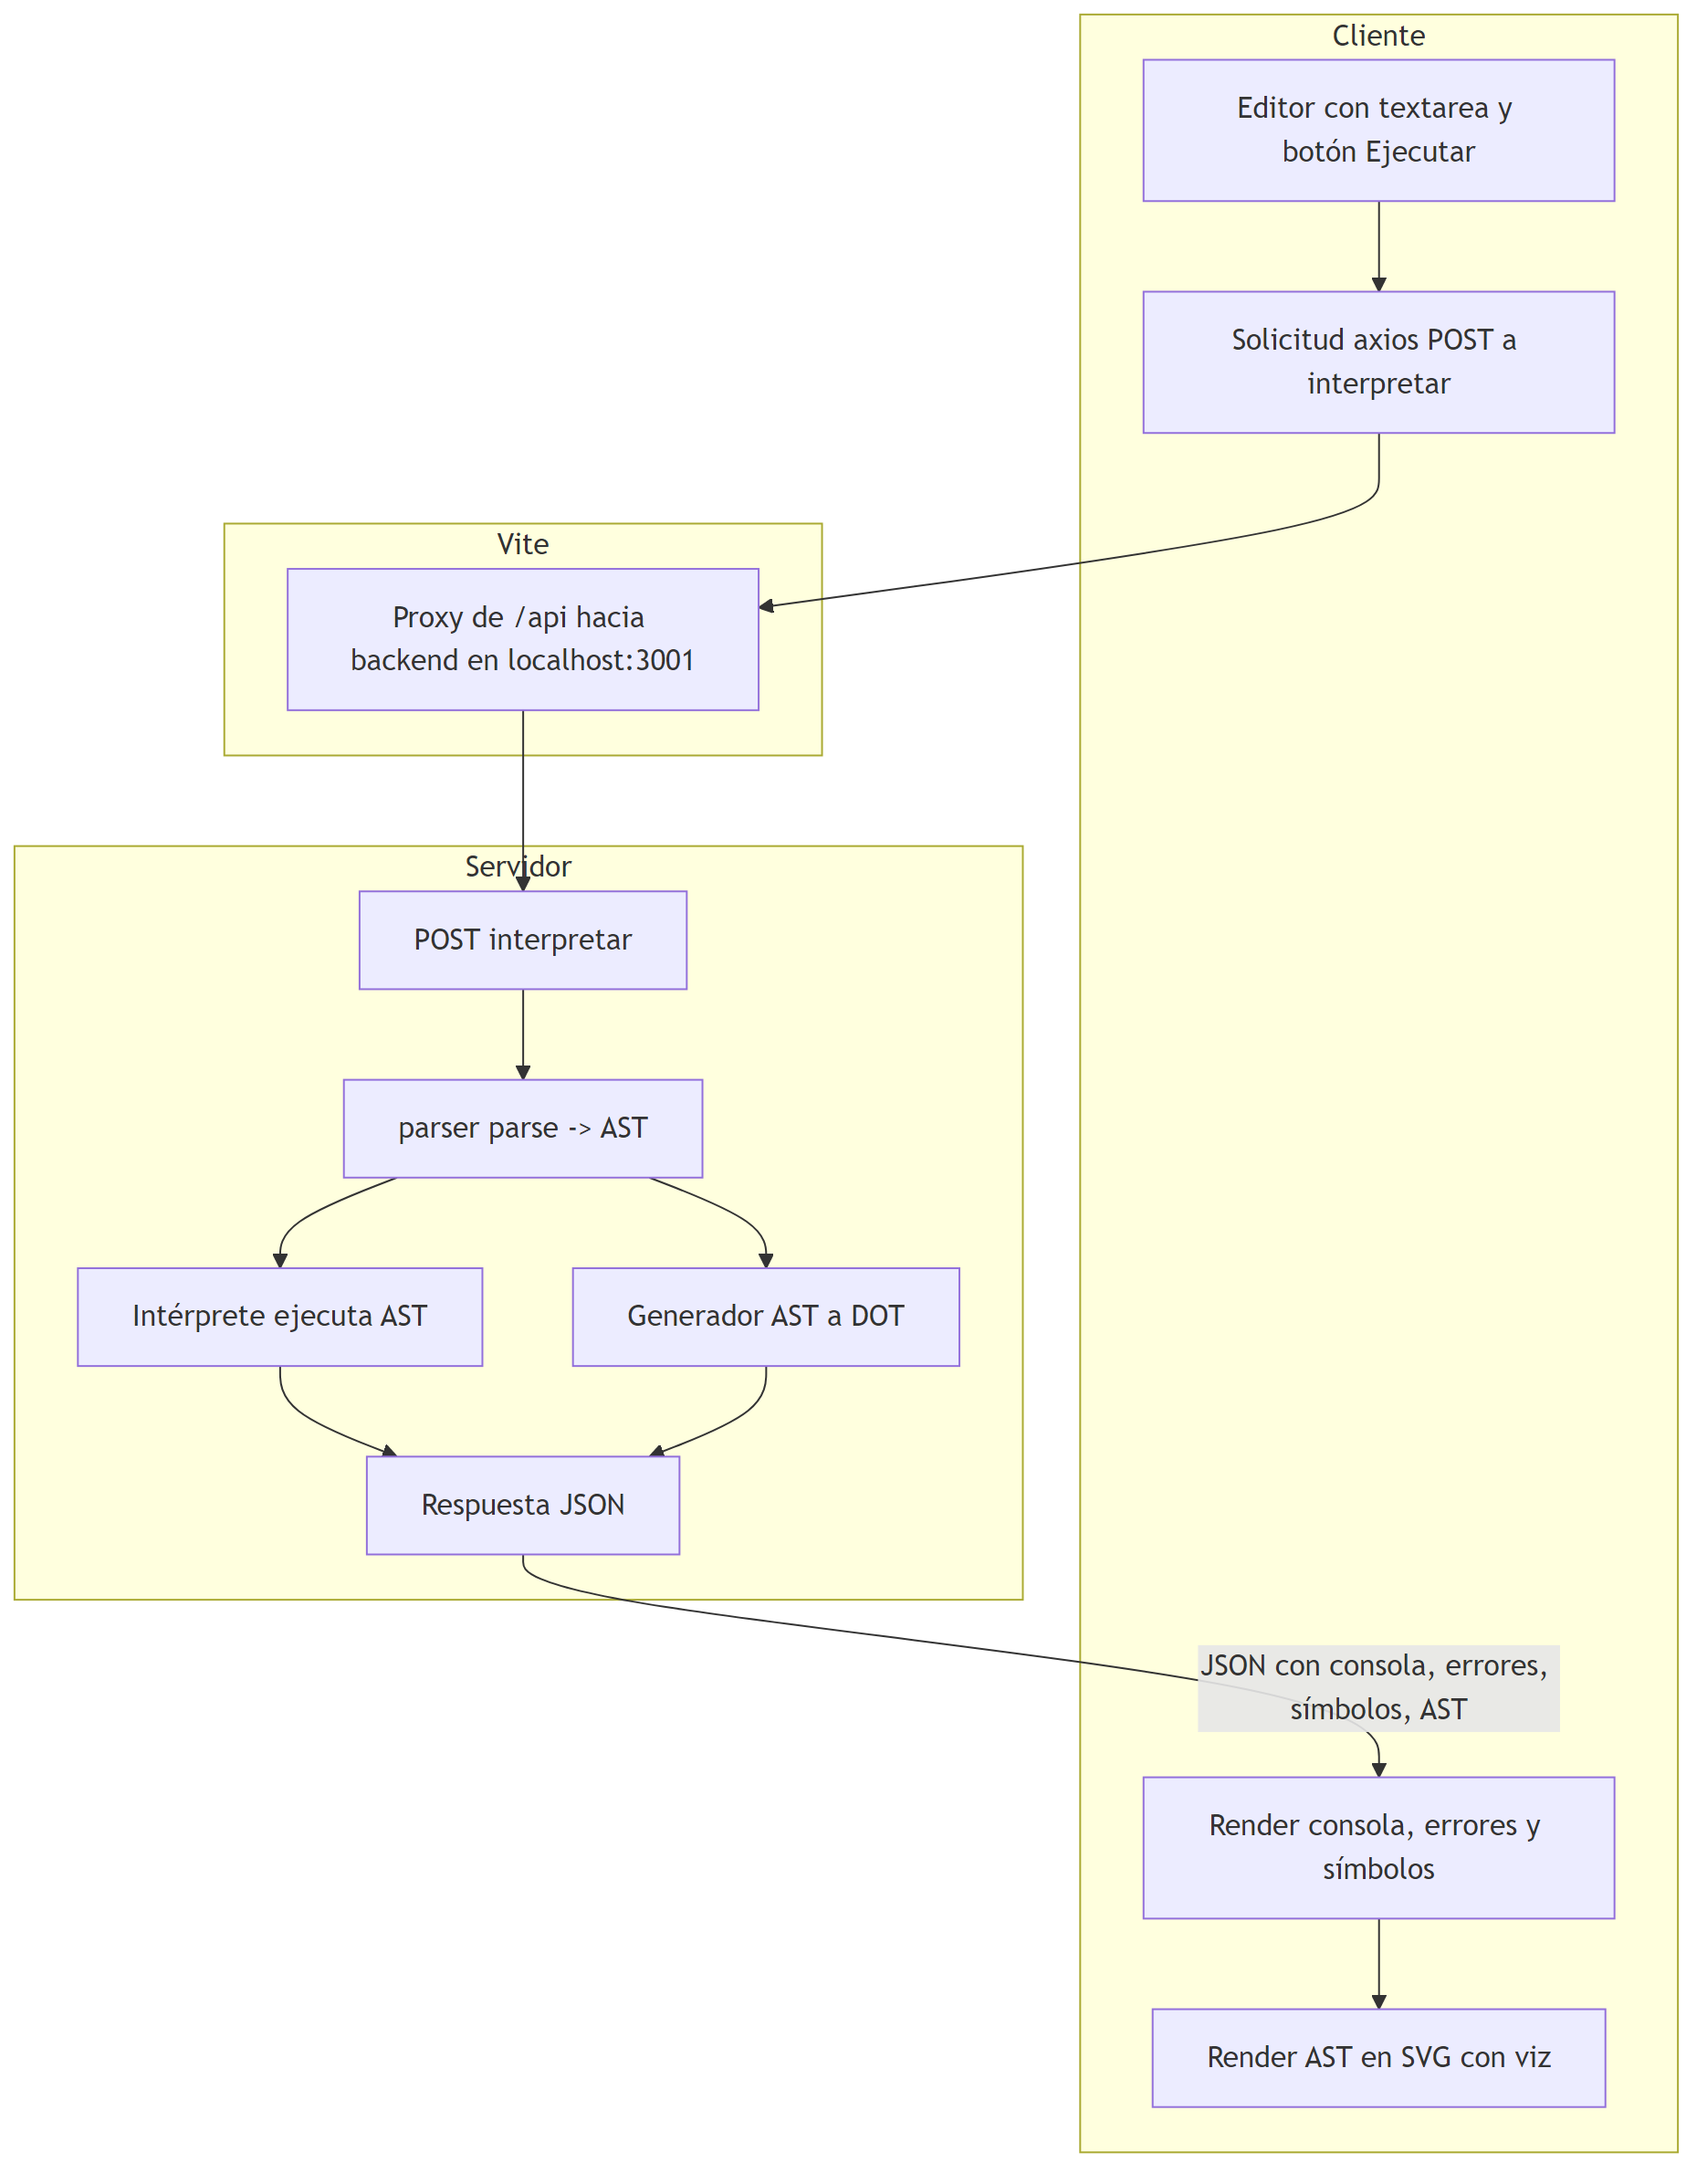 Cliente
Editor con textarea y
botón Ejecutar
Solicitud axios POST a
interpretar
Vite
Proxy de /api hacia
backend en localhost:3001
Servidor
POST interpretar
parser parse -> AST
Intérprete ejecuta AST
Generador AST a DOT
Respuesta JSON
JSON con consola, errores,
símbolos, AST
Render consola, errores y
símbolos
Render AST en SVG con viz